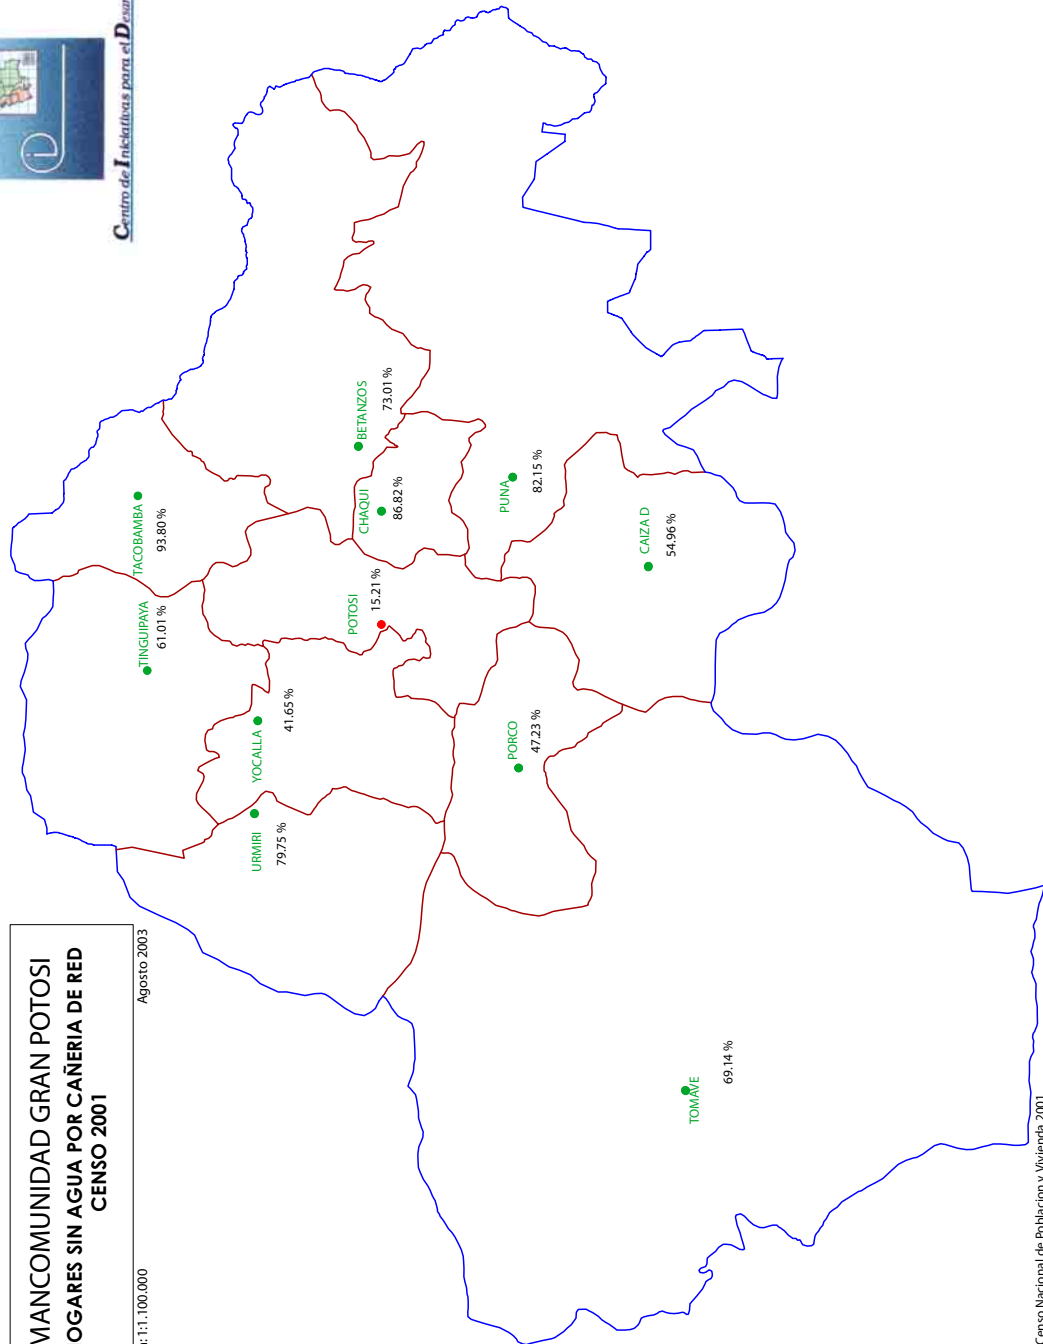 MANCOMUNIDAD GRAN POTOSI
OGARES SIN AGUA POR CAÑERIA DE RED
CENSO 2001
a:1:1.100.000
Agosto 2003
Centro de Iniciativas para el Desar
TACOBAMBA
93.80 %
TINGUIPAYA
61.01 %
BETANZOS
73.01 %
CHAQUI
86.82 %
POTOSI
15.21 %
YOCALLA
41.65 %
URMIRI
79.75 %
PUNA
82.15 %
PORCO
47.23 %
CAIZA D
54.96 %
TOMAVE
69.14 %
Censo Nacional de Poblacion y Vivienda 2001